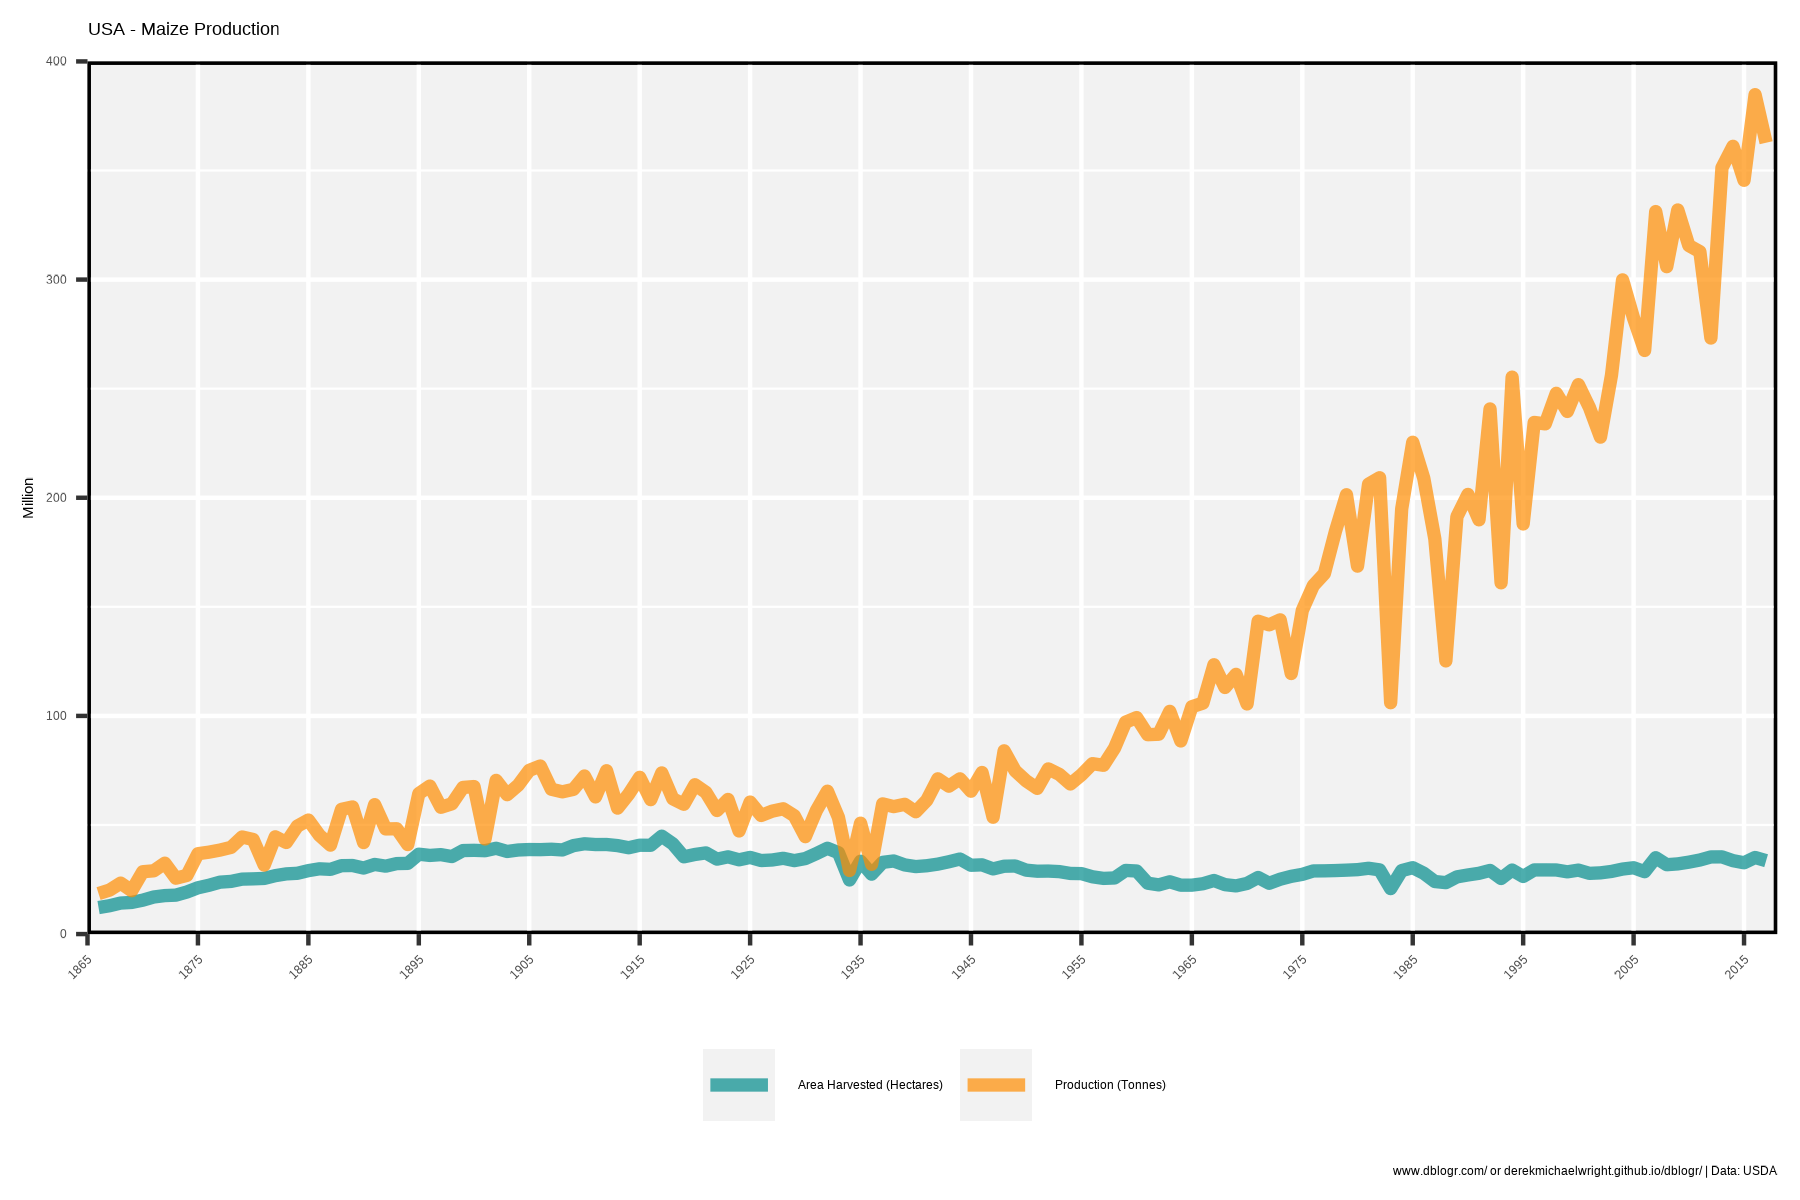 USA - Maize Production
Million
400
300
200
100
0
1865 1875 1885 1895 1905 1915 1925 1935 1945 1955 1965 1975 1985 1995 2005 2015
Area Harvested (Hectares) Production (Tonnes)
www.dblogr.com/ or derekmichaelwright.github.io/dblogr/ | Data: USDA